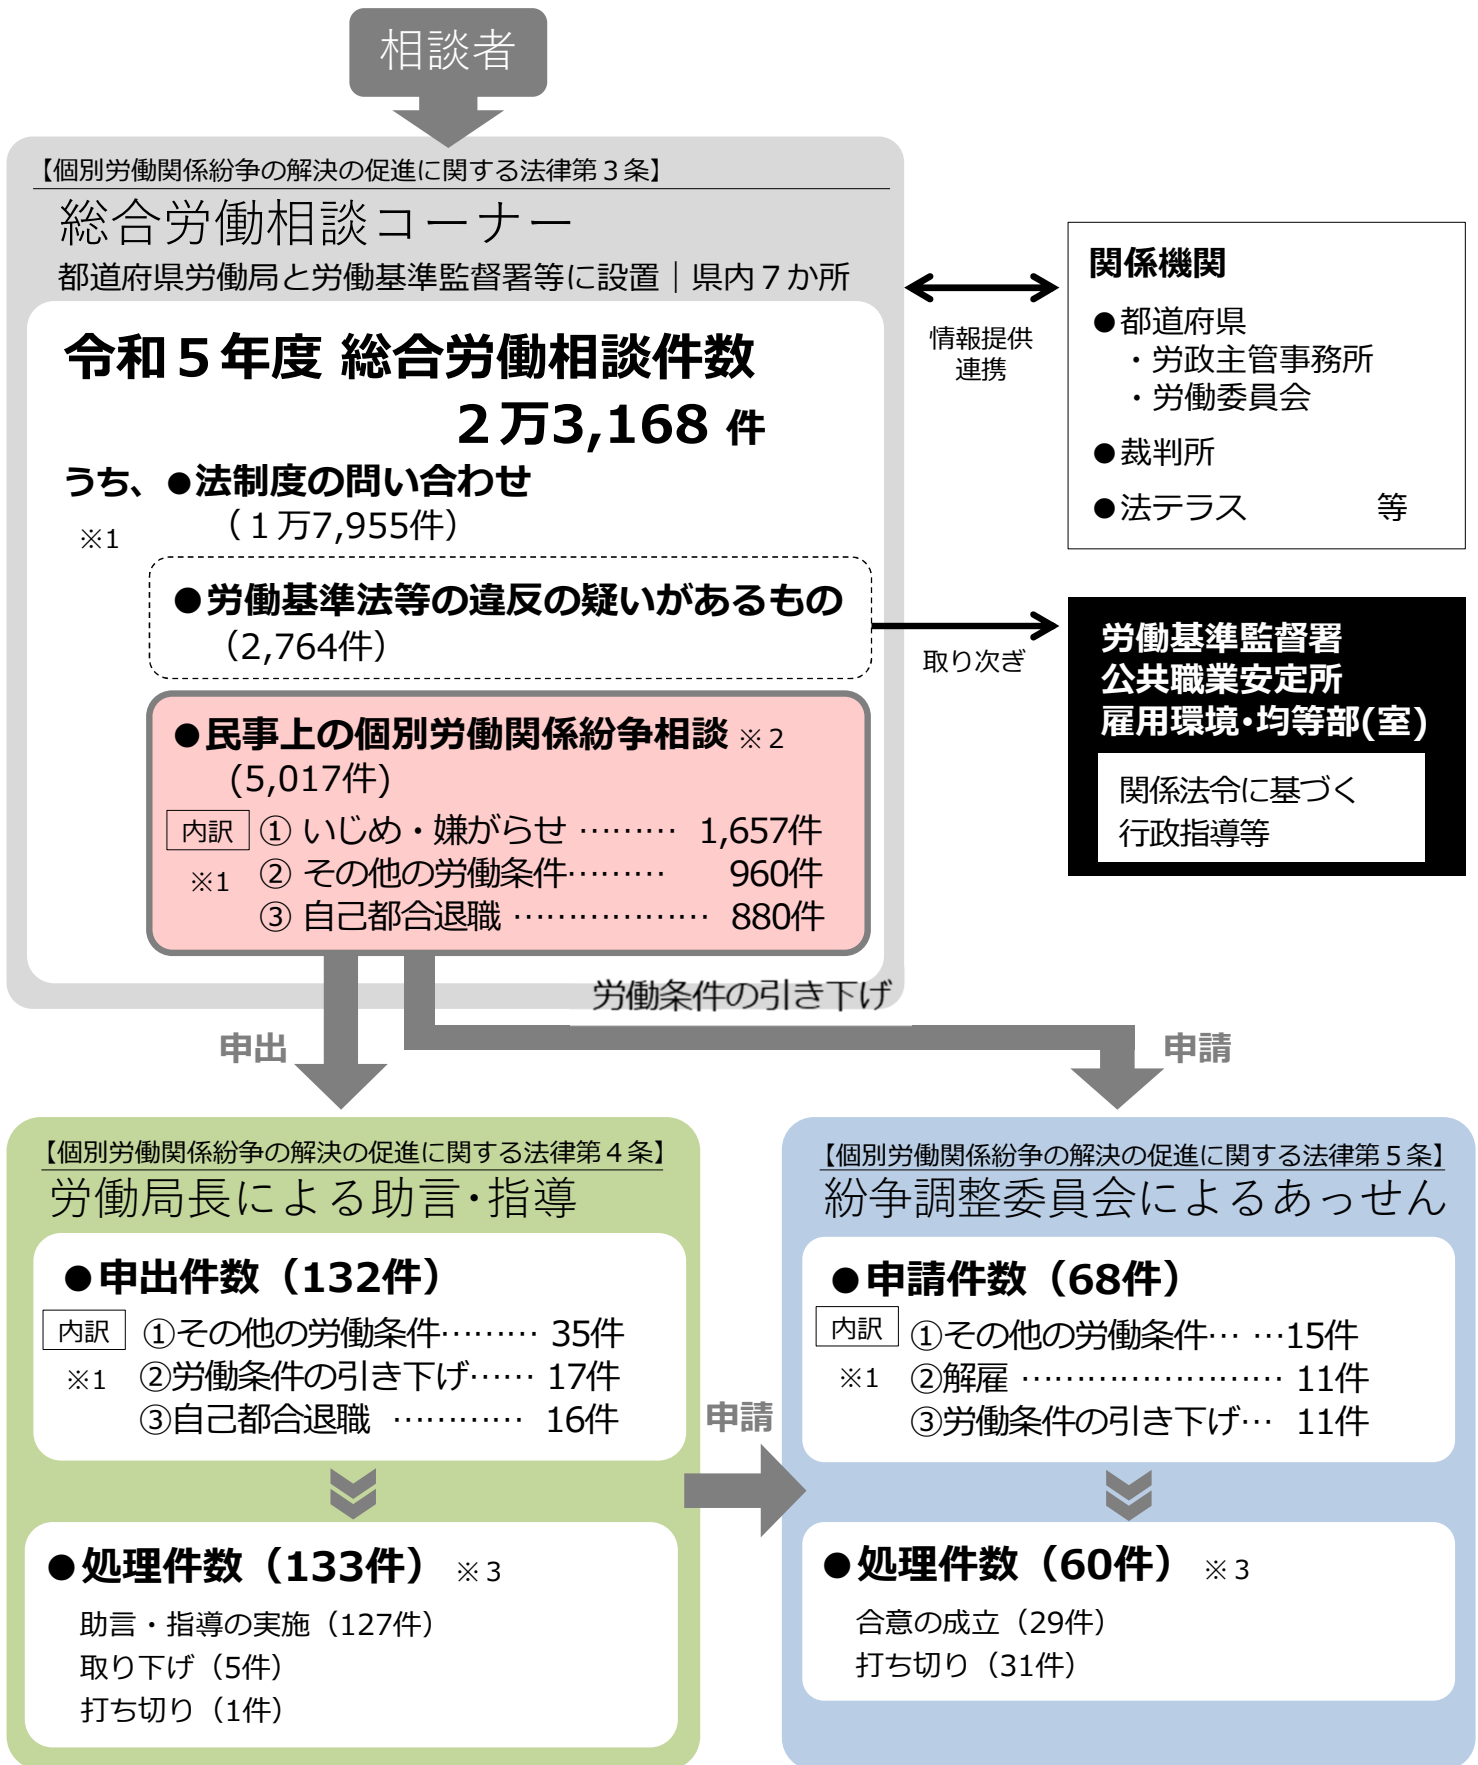 相談者
【個別労働関係紛争の解決の促進に関する法律第３条】
総合労働相談コーナー
都道府県労働局と労働基準監督署等に設置｜県内７か所
令和５年度 総合労働相談件数
２万3,168 件
うち、●法制度の問い合わせ
※1
（１万7,955件）
●労働基準法等の違反の疑いがあるもの
（2,764件）
●民事上の個別労働関係紛争相談 ※２
(5,017件)
内訳
※1
① いじめ・嫌がらせ ……… 1,657件
② その他の労働条件……… 960件
③ 自己都合退職 ……………… 880件
情報提供
連携
関係機関
●都道府県
・労政主管事務所
・労働委員会
●裁判所
●法テラス 等
取り次ぎ
労働基準監督署
公共職業安定所
雇用環境・均等部(室)
関係法令に基づく
行政指導等
労働条件の引き下げ
申出
申請
【個別労働関係紛争の解決の促進に関する法律第４条】
労働局長による助言・指導
●申出件数（132件）
内訳
※1
①その他の労働条件……… 35件
②労働条件の引き下げ…… 17件
③自己都合退職 ………… 16件
●処理件数（133件） ※３
助言・指導の実施（127件）
取り下げ（5件）
打ち切り（1件）
申請
【個別労働関係紛争の解決の促進に関する法律第５条】
紛争調整委員会によるあっせん
●申請件数（68件）
内訳
※1
①その他の労働条件… …15件
②解雇 …………………… 11件
③労働条件の引き下げ… 11件
●処理件数（60件） ※３
合意の成立（29件）
打ち切り（31件）